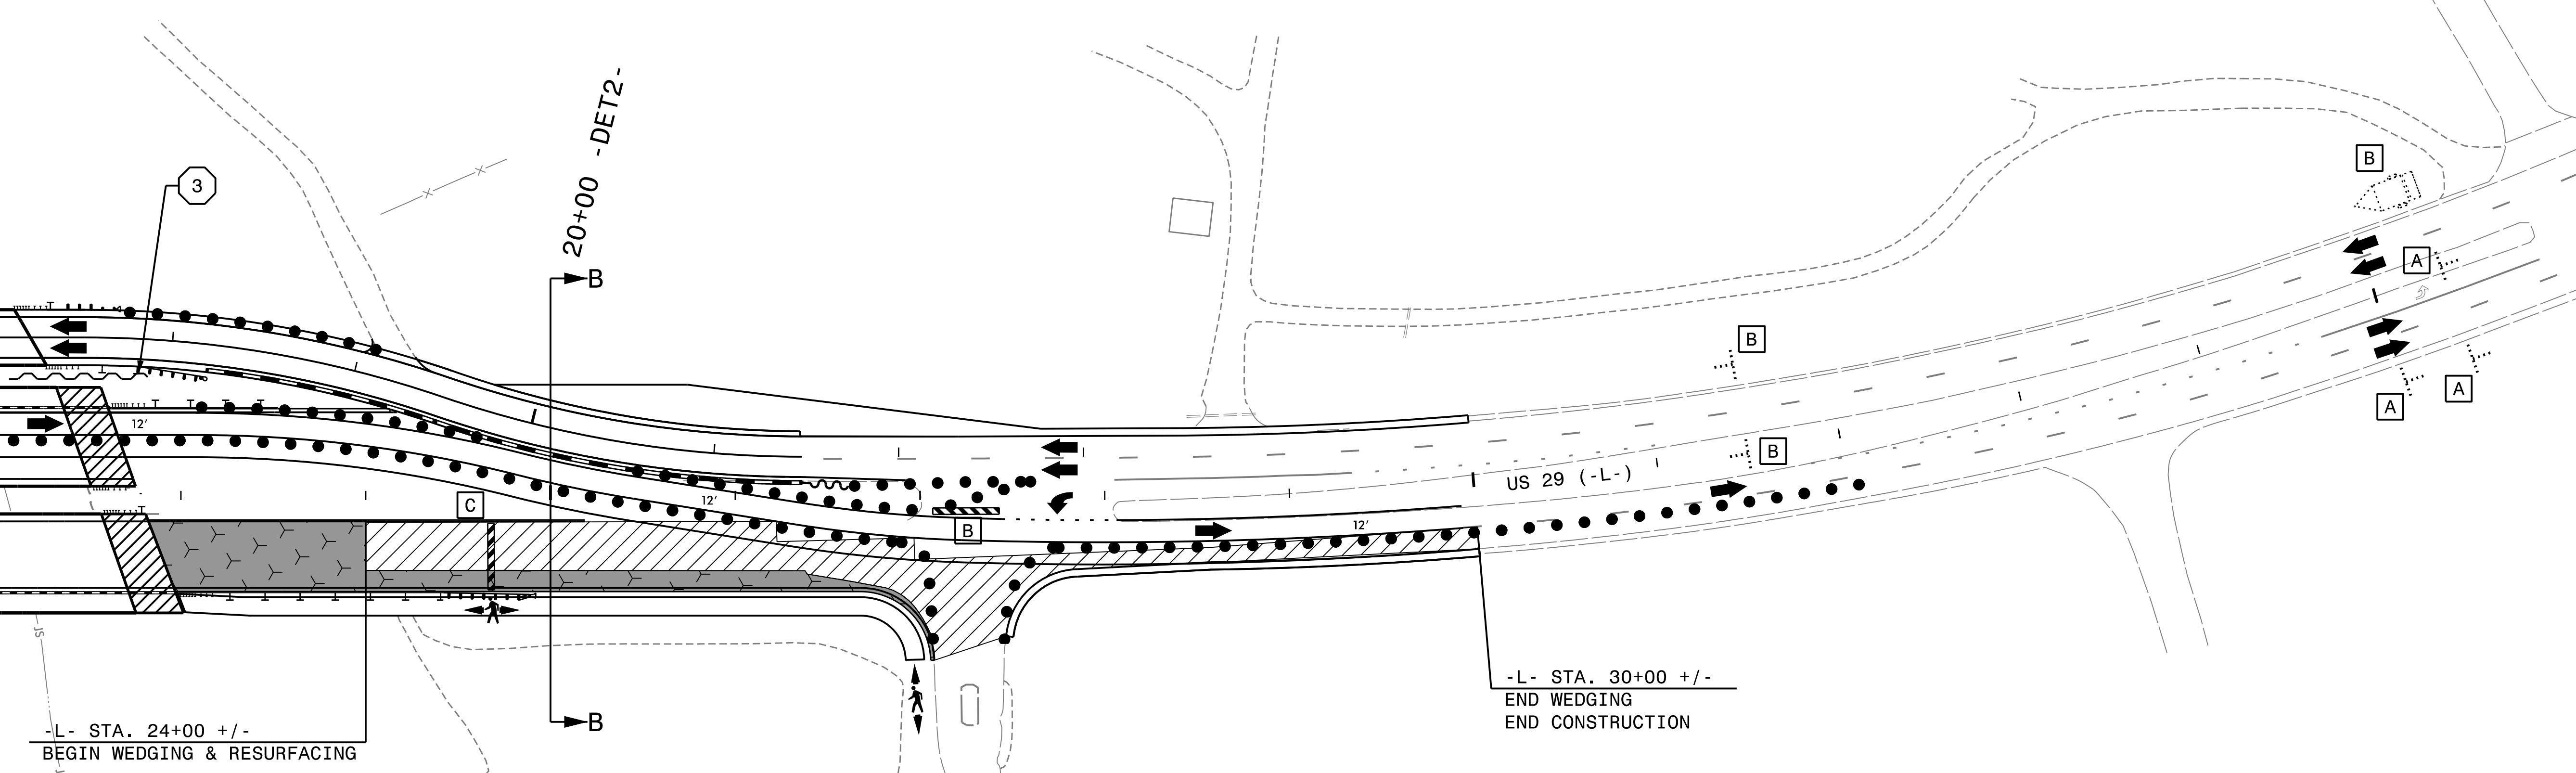 B
3
20+00 -DET2-
B
A
B
A
A
12'
B
US 29 (-L-)
C
12'
B
12'
JS
-L- STA. 30+00 +/-
END WEDGING
END CONSTRUCTION
B
-L- STA. 24+00 +/-
BEGIN WEDGING & RESURFACING